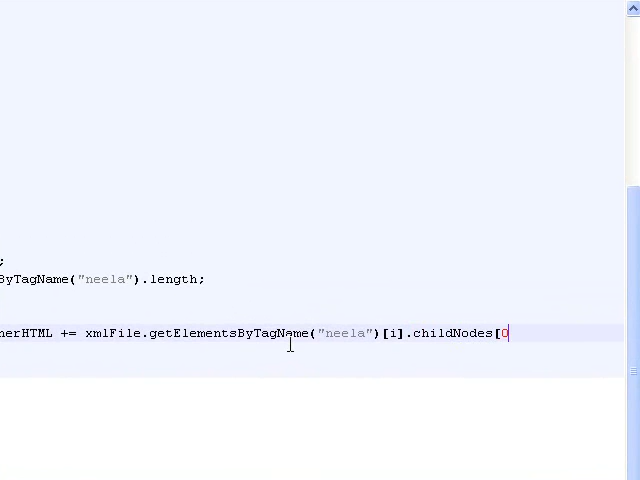 ;
ByTagName("neela").length;
nerHTML += xmlFile.getElementsByTagName("neela")[i].childNodes[0